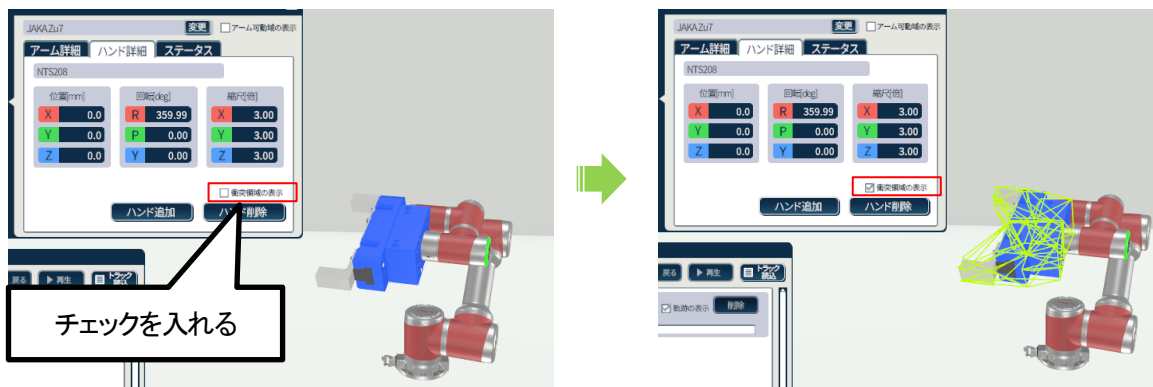 JAKA Zu7 変更 アーム可動域の表示
アーム詳細 ハンド詳細 ステータス
NTS208
位置[mm] 回転[deg] 縮尺[倍]
X 0.0 R 359.99 X 3.00
Y 0.0 P 0.00 Y 3.00
Z 0.0 Y 0.00 Z 3.00
衝突領域の表示
ハンド追加 ハンド削除
戻る 再生 トラック
チェックを入れる
JAKA Zu7 変更 アーム可動域の表示
アーム詳細 ハンド詳細 ステータス
NTS208
位置[mm] 回転[deg] 縮尺[倍]
X 0.0 R 359.99 X 3.00
Y 0.0 P 0.00 Y 3.00
Z 0.0 Y 0.00 Z 3.00
衝突領域の表示
ハンド追加 ハンド削除
戻る 再生 トラック
軌跡の表示 削除